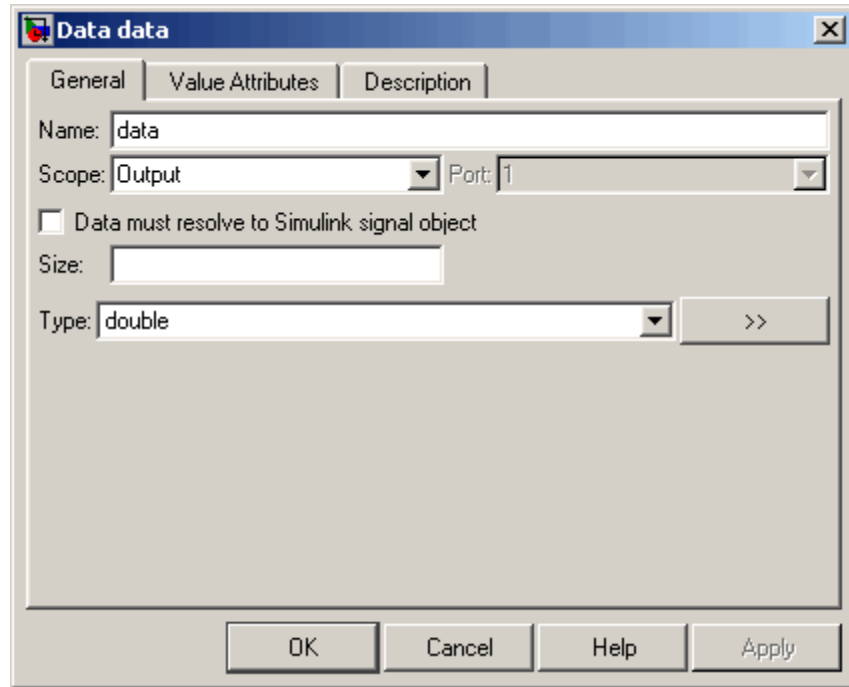 Data data
General Value Attributes Description
Name: data
Scope: Output Port: 1
Data must resolve to Simulink signal object
Size:
Type: double >>
OK Cancel Help Apply